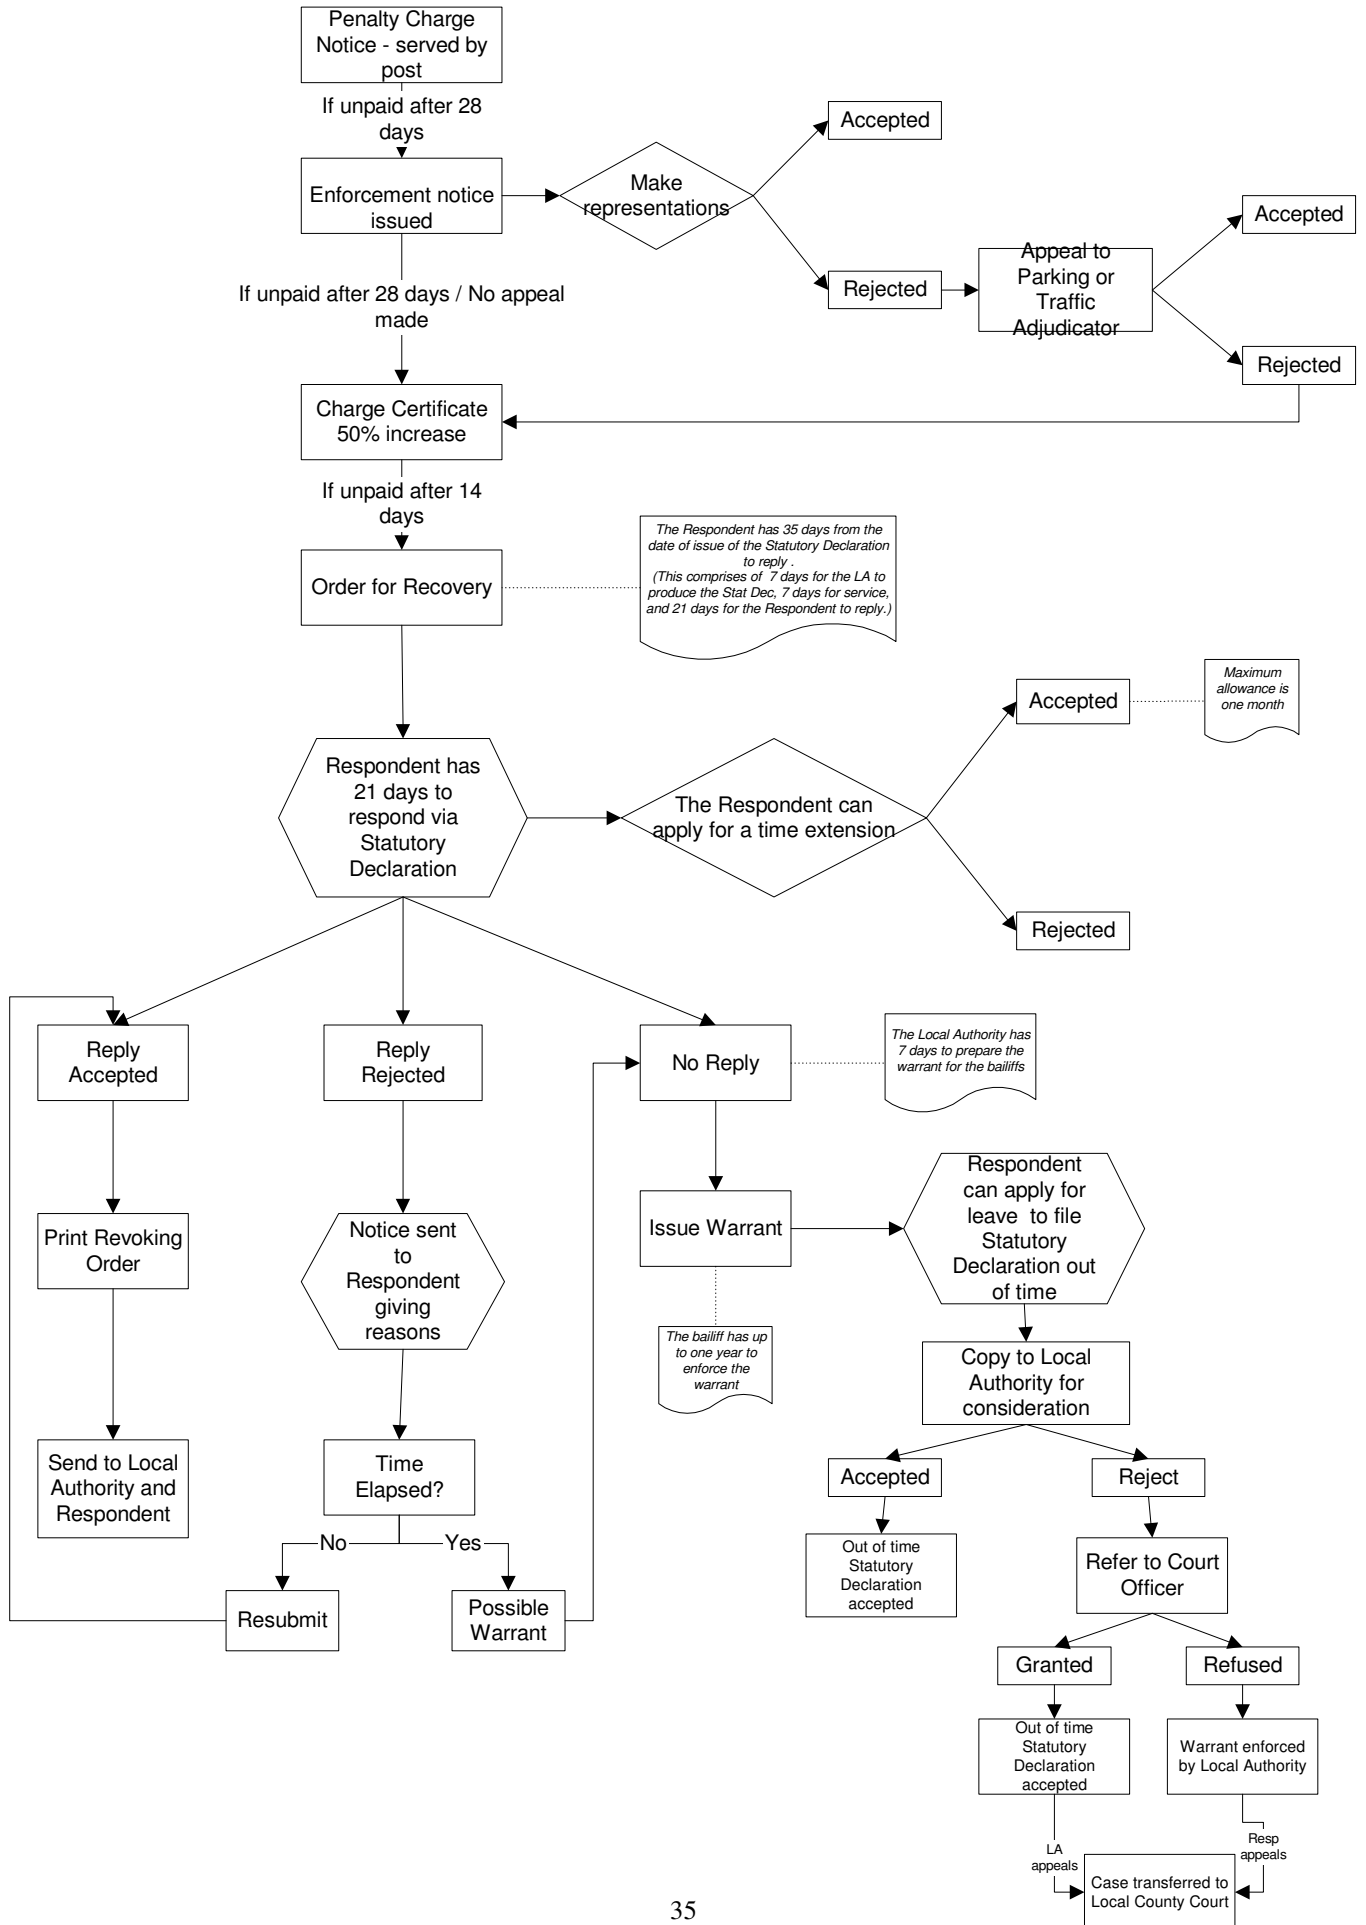 Penalty Charge
Notice - served by
post
If unpaid after 28
days
Accepted
Make
representations
Enforcement notice
issued
Accepted
Appeal to
Parking or
Traffic
Adjudicator
Rejected
If unpaid after 28 days / No appeal
made
Rejected
Charge Certificate
50% increase
If unpaid after 14
days
The Respondent has 35 days from the
date of issue of the Statutory Declaration
to reply .
(This comprises of 7 days for the LA to
produce the Stat Dec, 7 days for service,
and 21 days for the Respondent to reply.)
Order for Recovery
Maximum
allowance is
one month
Accepted
Respondent has
21 days to
respond via
Statutory
Declaration
The Respondent can
apply for a time extension
Rejected
Reply
Accepted
Reply
Rejected
No Reply
The Local Authority has
7 days to prepare the
warrant for the bailiffs
Respondent
can apply for
leave to file
Statutory
Declaration out
of time
Print Revoking
Order
Notice sent
to
Respondent
giving
reasons
Issue Warrant
The bailiff has up
to one year to
enforce the
warrant
Copy to Local
Authority for
consideration
Send to Local
Authority and
Respondent
Time
Elapsed?
Accepted
Reject
No
Yes
Out of time
Statutory
Declaration
accepted
Refer to Court
Officer
Resubmit
Possible
Warrant
Granted
Refused
Out of time
Statutory
Declaration
accepted
Warrant enforced
by Local Authority
LA
appeals
Resp
appeals
Case transferred to
Local County Court
35